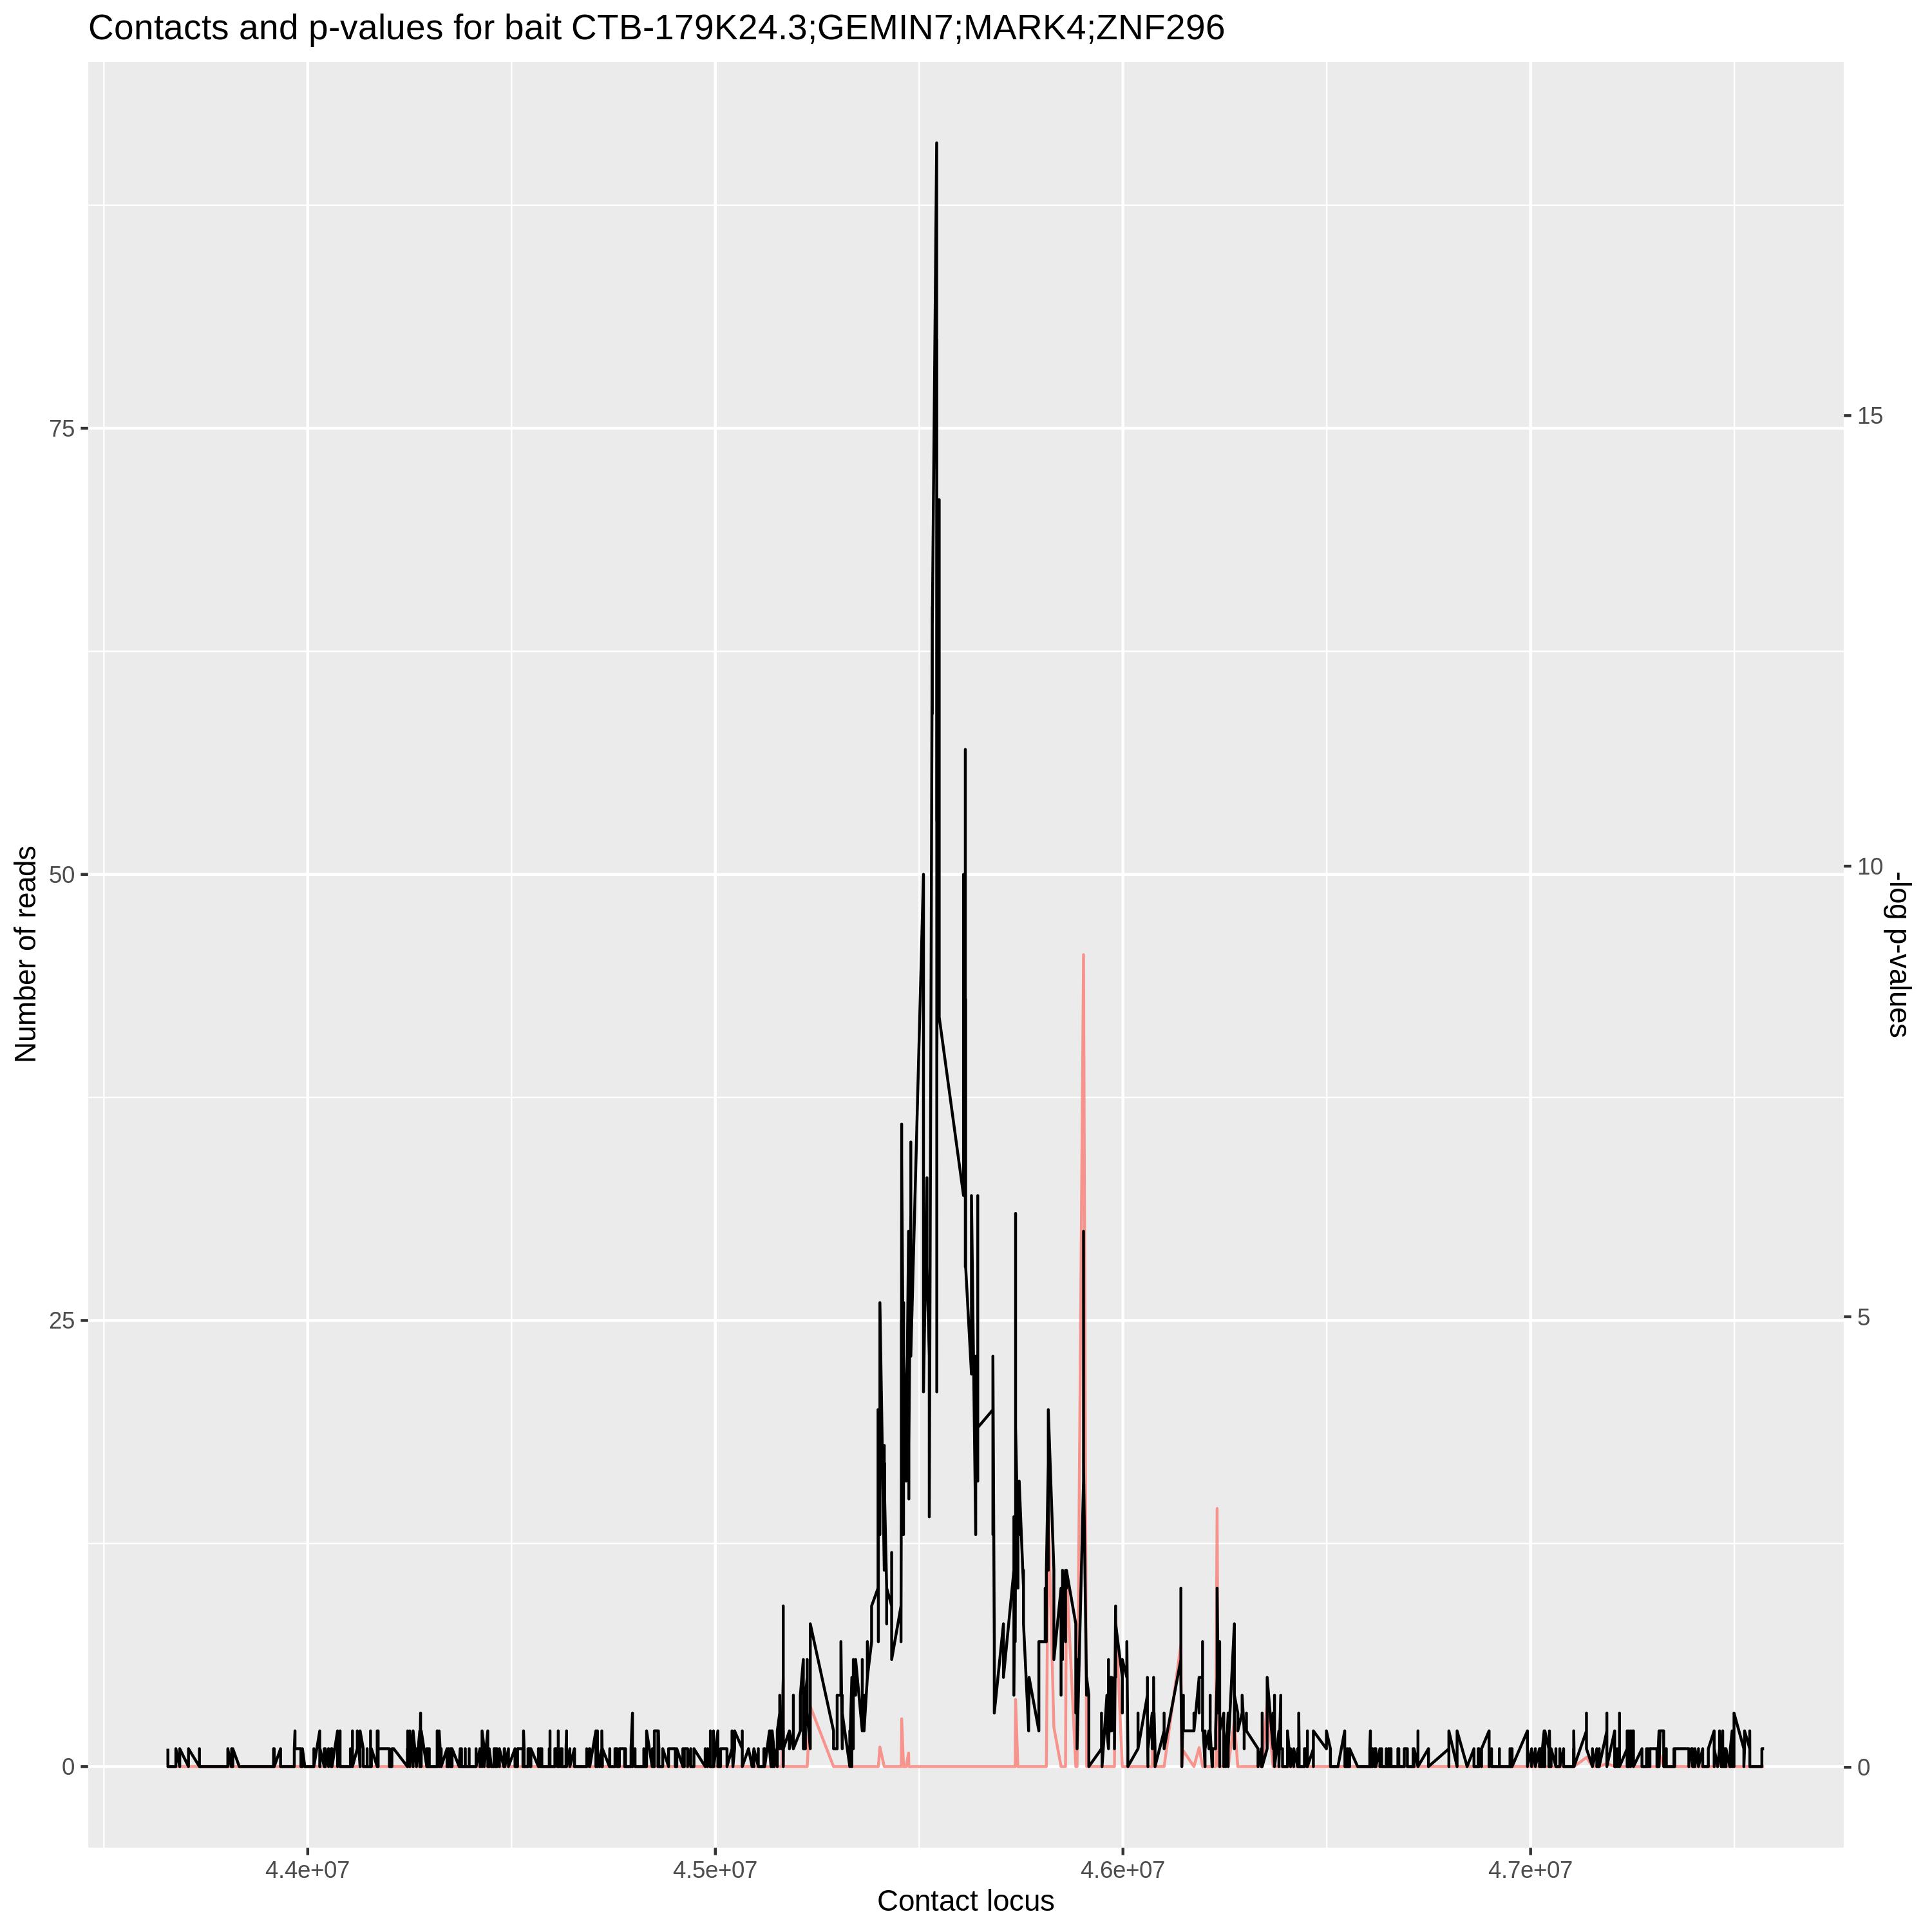 Contacts and p-values for bait CTB-179K24.3;GEMIN7;MARK4;ZNF296
75
50
25
0
Number of reads
15
10
5
0
-log p-values
4.4e+07
4.5e+07
4.6e+07
4.7e+07
Contact locus